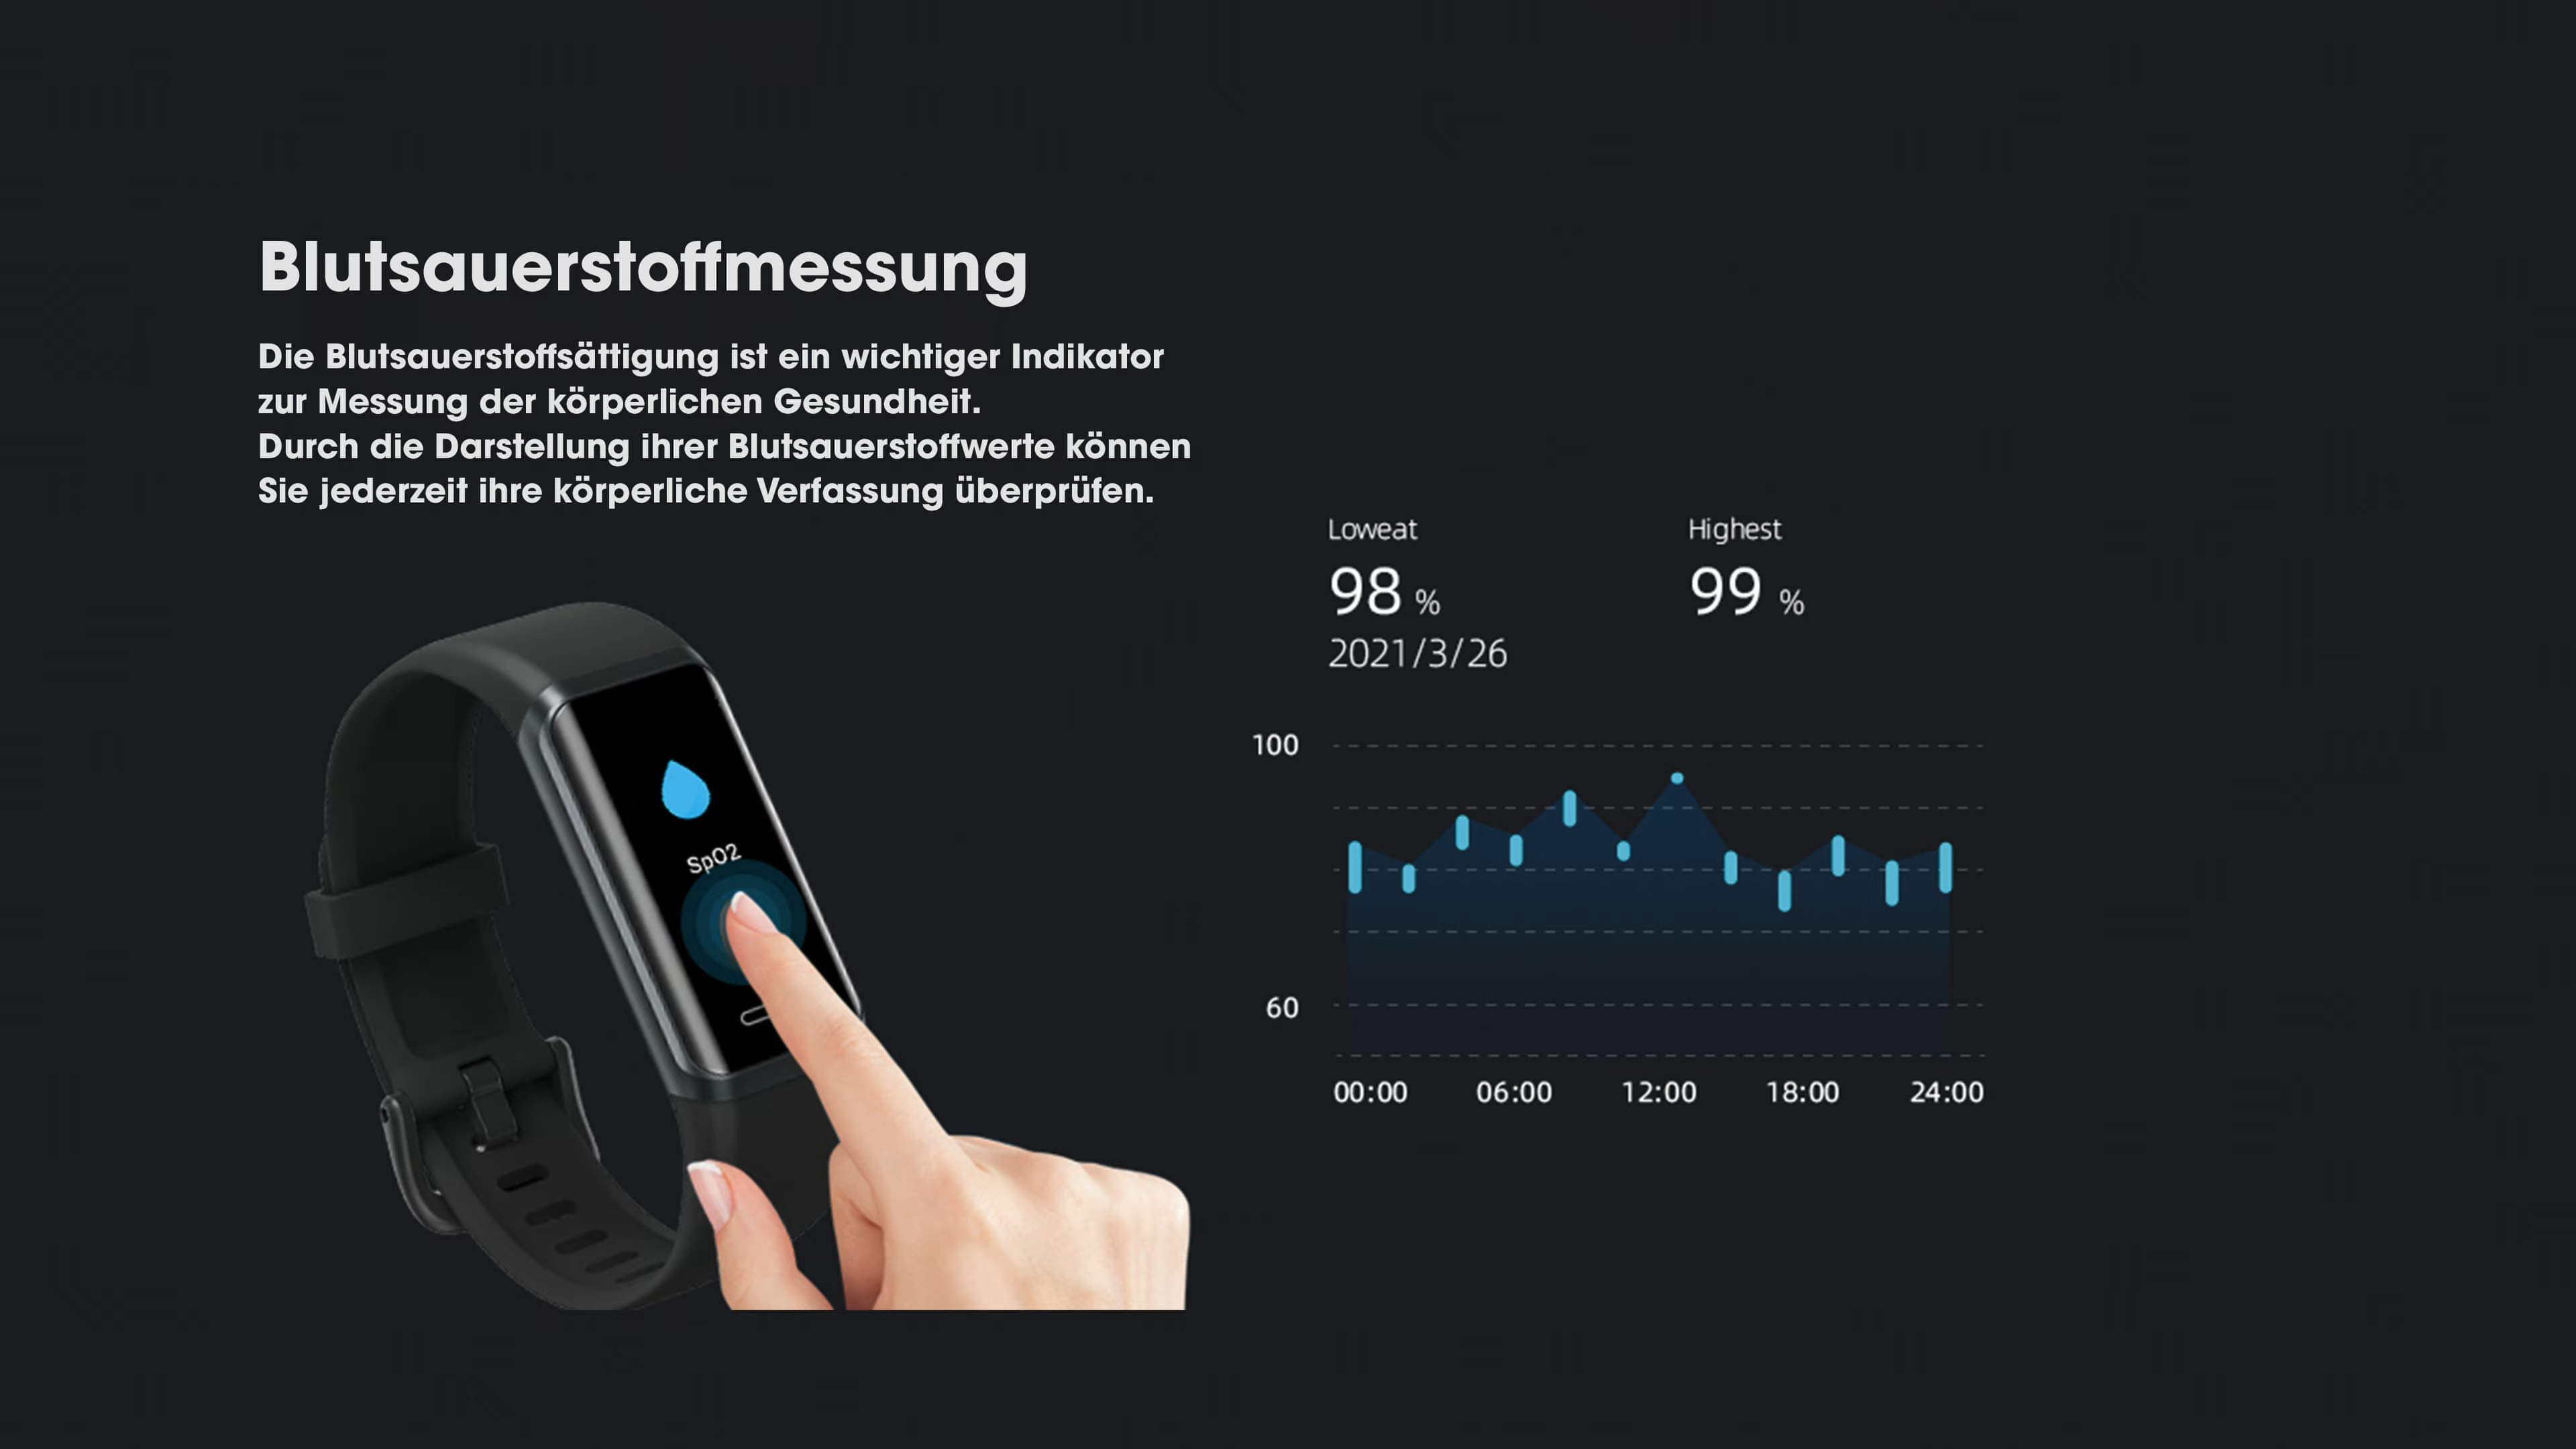 Blutsauerstoffmessung
Die Blutsauerstoffsättigung ist ein wichtiger Indikator
zur Messung der körperlichen Gesundheit.
Durch die Darstellung ihrer Blutsauerstoffwerte können
Sie jederzeit ihre körperliche Verfassung überprüfen.
SpO2
Loweat Highest
98 % 99 %
2021/3/26
100
60
00:00 06:00 12:00 18:00 24:00